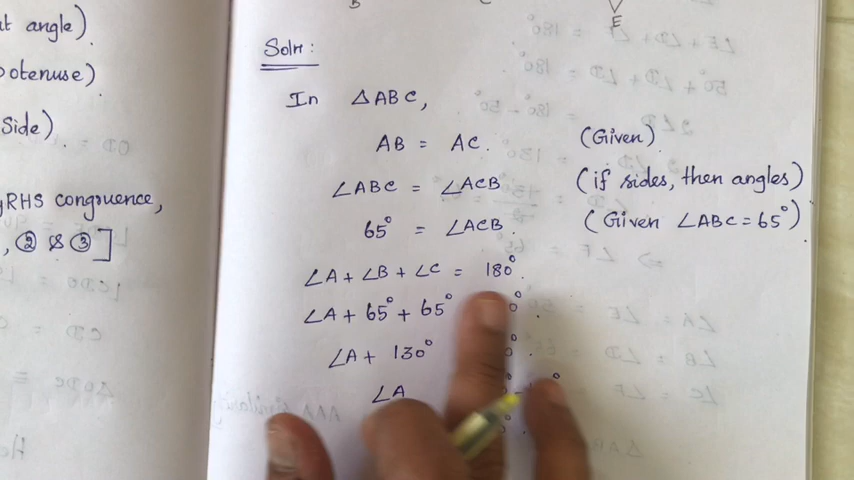 t angle)
otenuse)
Side)
RHS congruence,
, ② & ③]
B
E
Soln:
In △ABC,
AB = AC. (Given)
∠ABC = ∠ACB (if sides, then angles)
65° = ∠ACB. (Given ∠ABC = 65°)
∠A + ∠B + ∠C = 180°.
∠A + 65° + 65°
∠A + 130°
∠A